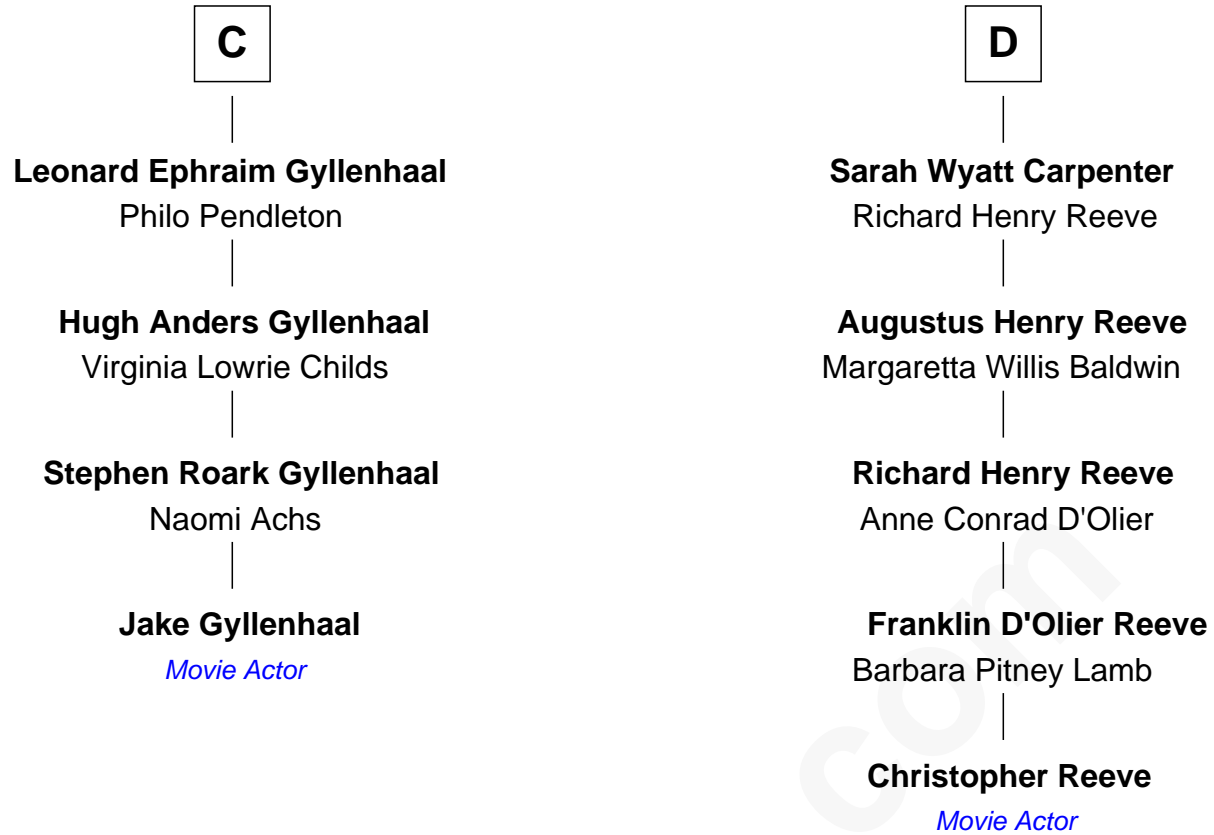 C
Leonard Ephraim Gyllenhaal
Philo Pendleton
Hugh Anders Gyllenhaal
Virginia Lowrie Childs
Stephen Roark Gyllenhaal
Naomi Achs
Jake Gyllenhaal
Movie Actor
D
Sarah Wyatt Carpenter
Richard Henry Reeve
Augustus Henry Reeve
Margaretta Willis Baldwin
Richard Henry Reeve
Anne Conrad D'Olier
Franklin D'Olier Reeve
Barbara Pitney Lamb
Christopher Reeve
Movie Actor
com